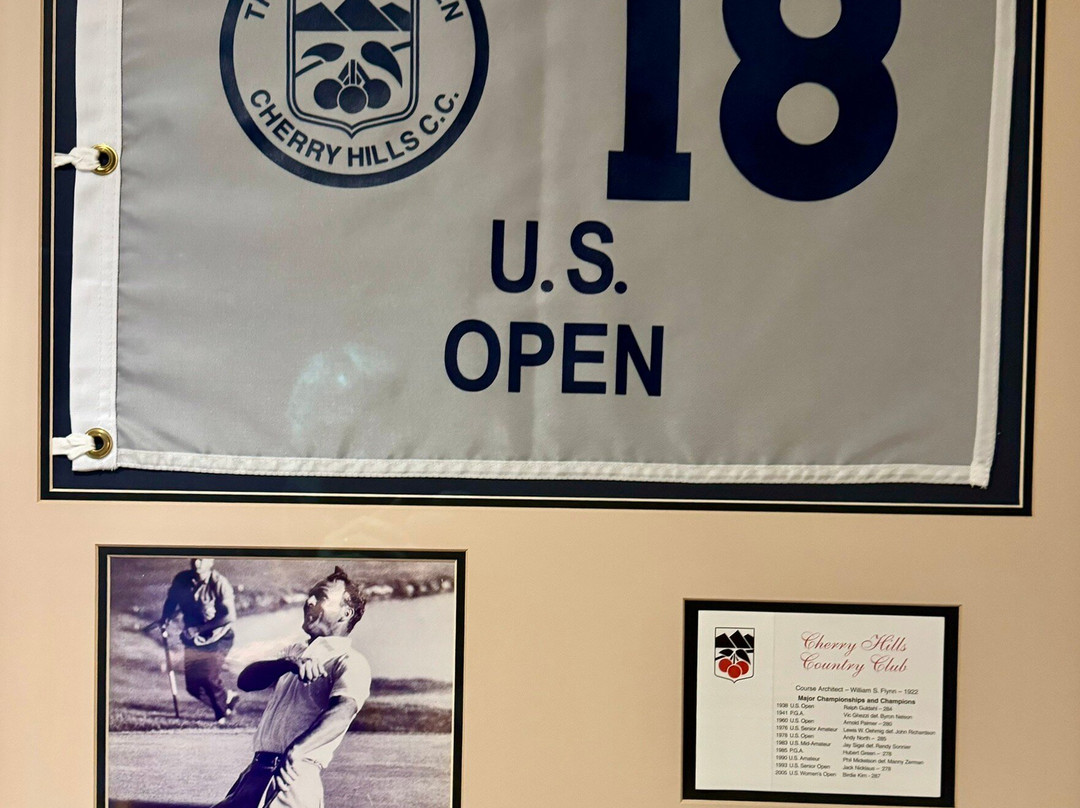 CHERRY HILLS C.C.
18
U.S.
OPEN
Cherry Hills
Country Club
Course Architect – William S. Flynn – 1922
Major Championships and Champions
1938 U.S. Open Ralph Guldahl – 284
1941 P.G.A. Vic Ghezzi def. Byron Nelson
1960 U.S. Open Arnold Palmer – 280
1976 U.S. Senior Amateur Lewis W. Oehmig def. John Richardson
1978 U.S. Open Andy North – 285
1983 U.S. Mid-Amateur Jay Sigel def. Randy Sonnier
1985 P.G.A. Hubert Green – 278
1990 U.S. Amateur Phil Mickelson def. Manny Zerman
1993 U.S. Senior Open Jack Nicklaus – 278
2005 U.S. Women's Open Birdie Kim - 287